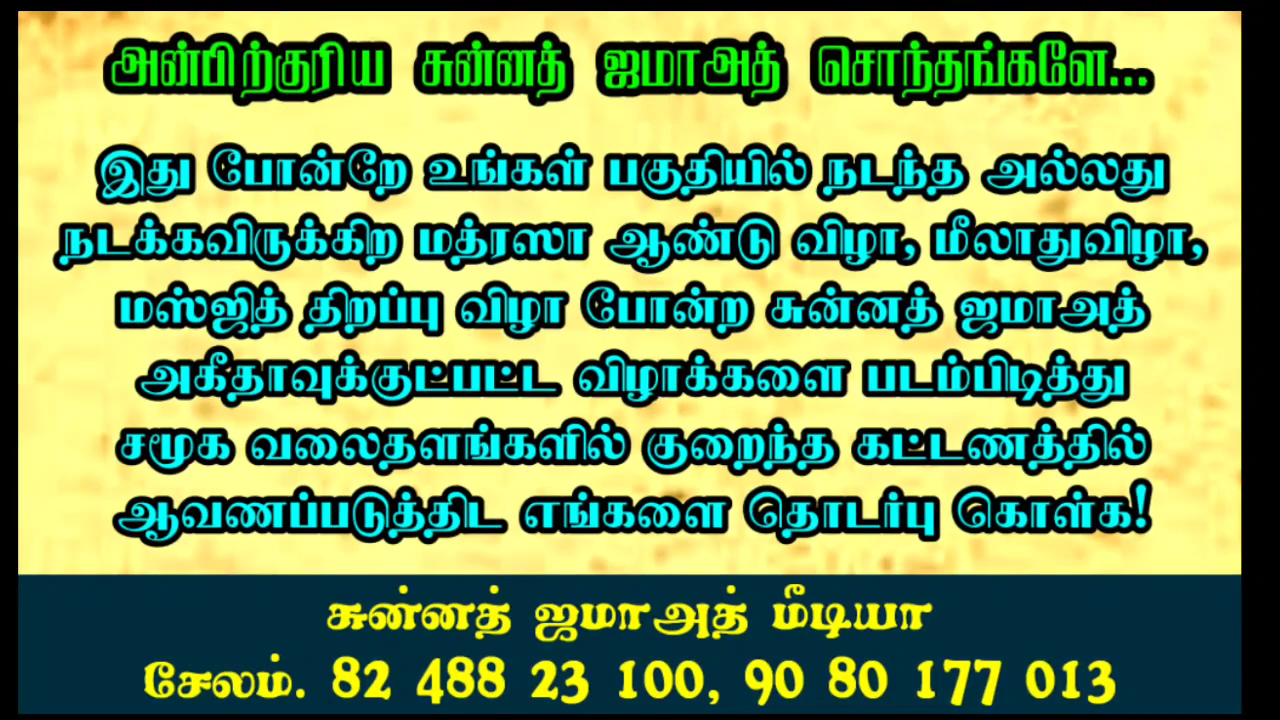 அன்பிற்குரிய சுன்னத் ஜமாஅத் சொந்தங்களே...
இது போன்றே உங்கள் பகுதியில் நடந்த அல்லது
நடக்கவிருக்கிற மத்ரஸா ஆண்டு விழா, மீலாதுவிழா,
மஸ்ஜித் திறப்பு விழா போன்ற சுன்னத் ஜமாஅத்
அகீதாவுக்குட்பட்ட விழாக்களை படம்பிடித்து
சமூக வலைதளங்களில் குறைந்த கட்டணத்தில்
ஆவணப்படுத்திட எங்களை தொடர்பு கொள்க!
சுன்னத் ஜமாஅத் மீடியா
சேலம். 82 488 23 100, 90 80 177 013